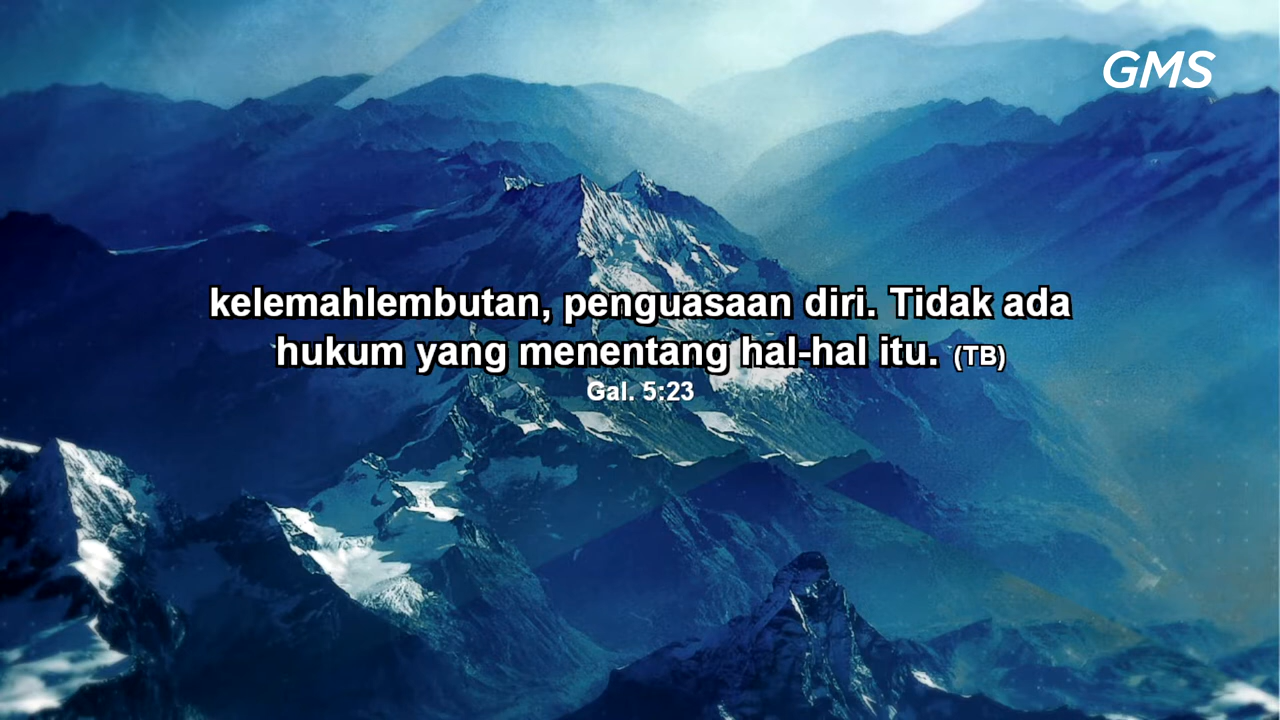 GMS
kelemahlembutan, penguasaan diri. Tidak ada
hukum yang menentang hal-hal itu. (TB)
Gal. 5:23